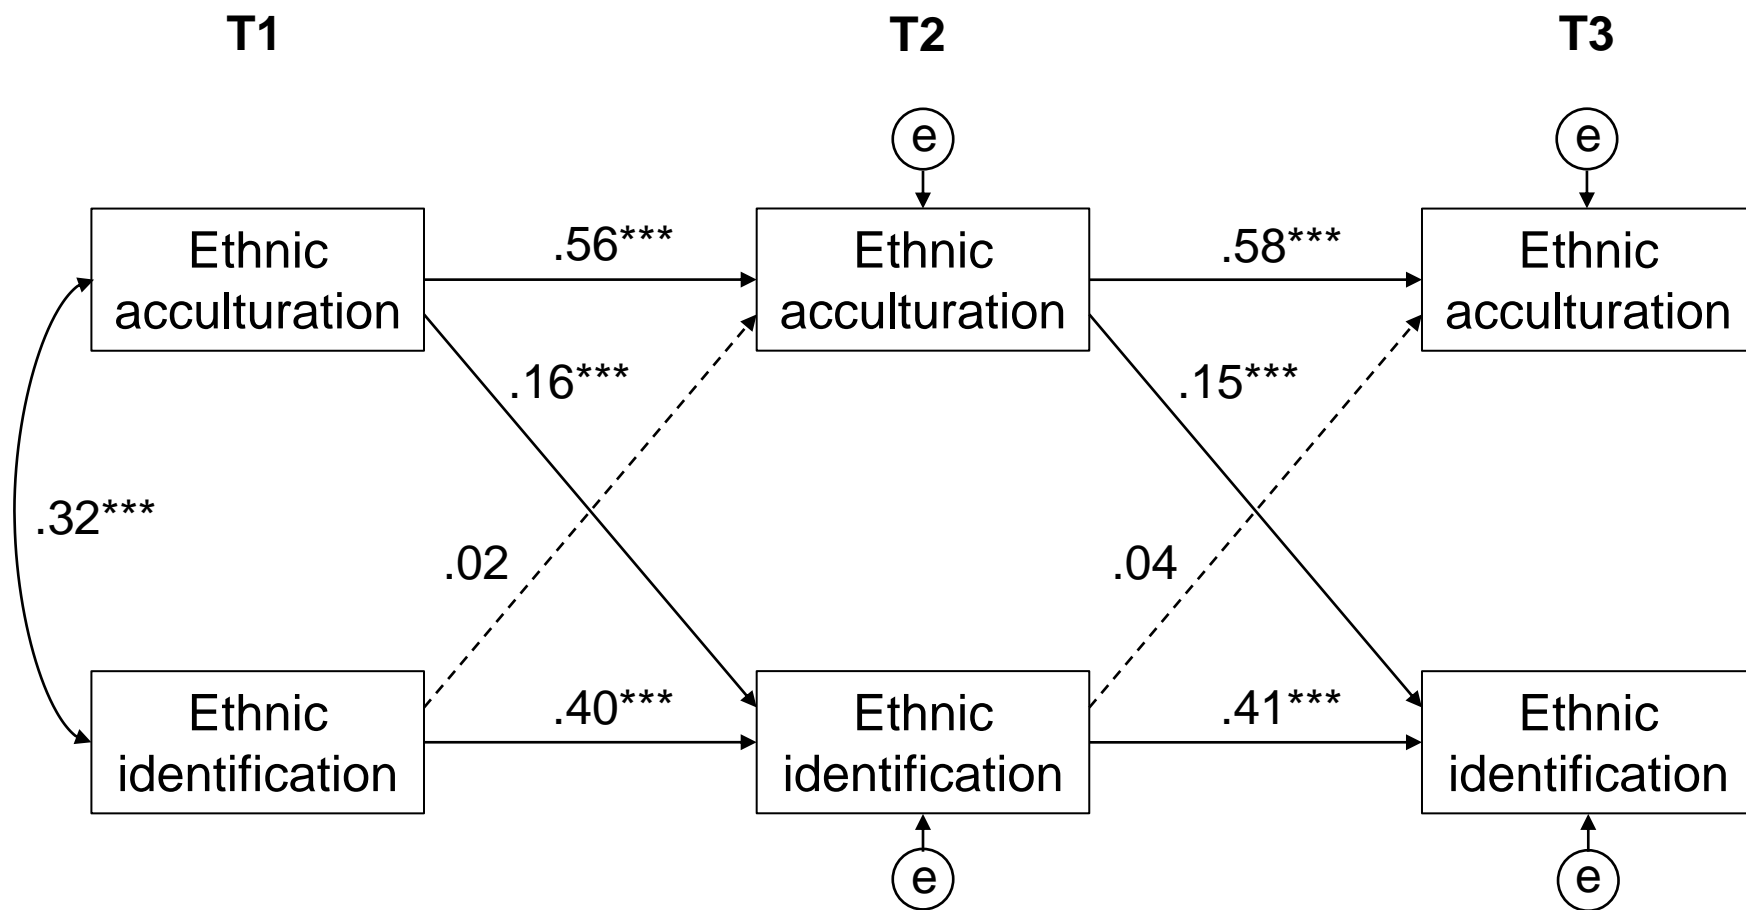 T1 T2 T3
e e
Ethnic
acculturation
.56***
Ethnic
acculturation
.58***
Ethnic
acculturation
.16***
.15***
.32***
.02
.04
Ethnic
identification
.40***
Ethnic
identification
.41***
Ethnic
identification
e e